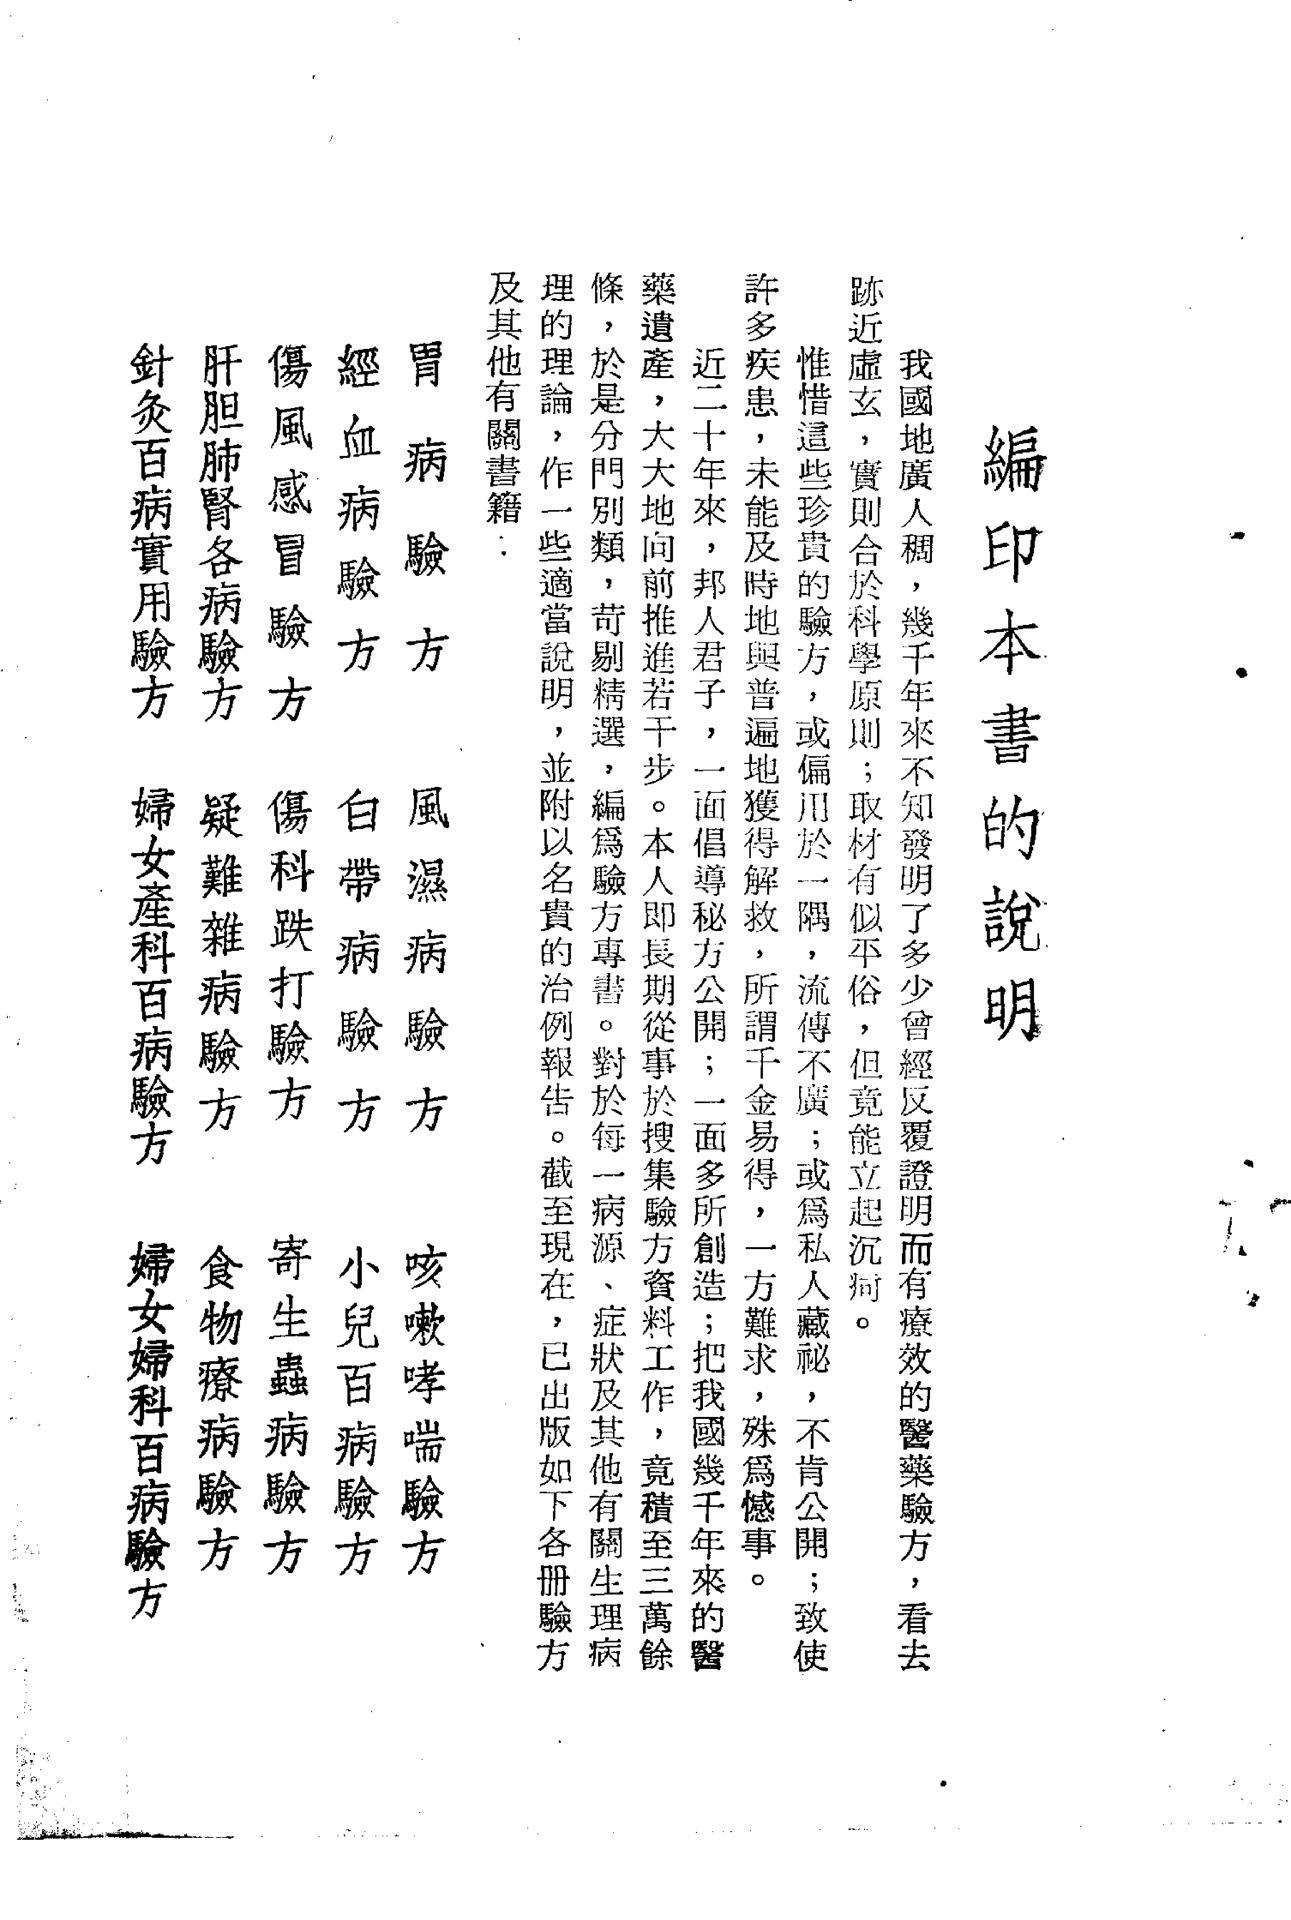 編印本書的說明
我國地廣人稠，幾千年來不知發明了多少曾經反覆證明而有療效的醫藥驗方，看去
跡近虛玄，實則合於科學原則；取材有似平俗，但竟能立起沉疴。
惟惜這些珍貴的驗方，或偏用於一隅，流傳不廣；或爲私人藏祕，不肯公開；致使
許多疾患，未能及時地與普遍地獲得解救，所謂千金易得，一方難求，殊爲憾事。
近二十年來，邦人君子，一面倡導秘方公開；一面多所創造；把我國幾千年來的醫
藥遺產，大大地向前推進若干步。本人即長期從事於搜集驗方資料工作，竟積至三萬餘
條，於是分門別類，苛剔精選，編爲驗方專書。對於每一病源、症狀及其他有關生理病
理的理論，作一些適當說明，並附以名貴的治例報告。截至現在，已出版如下各冊驗方
及其他有關書籍：
胃病驗方　風濕病驗方　咳嗽哮喘驗方
經血病驗方　白帶病驗方　小兒百病驗方
傷風感冒驗方　傷科跌打驗方　寄生蟲病驗方
肝胆肺腎各病驗方　疑難雜病驗方　食物療病驗方
針灸百病實用驗方　婦女產科百病驗方　婦女婦科百病驗方